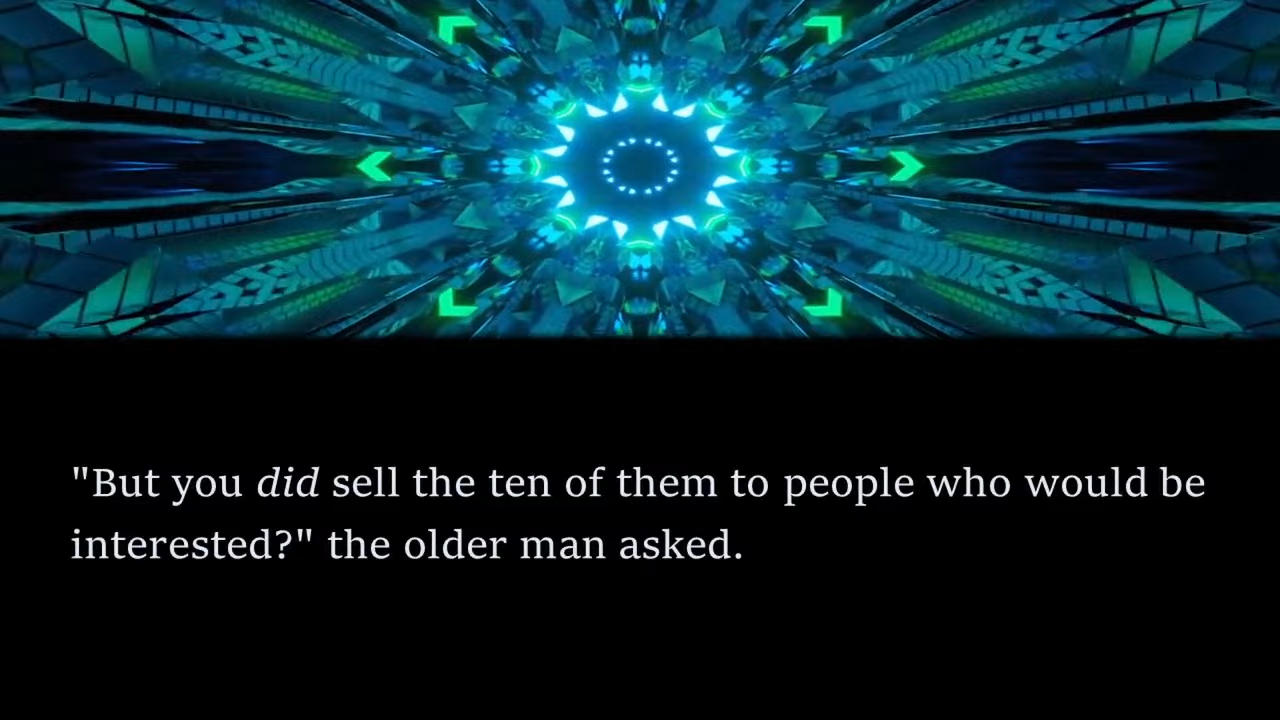 "But you did sell the ten of them to people who would be
interested?" the older man asked.